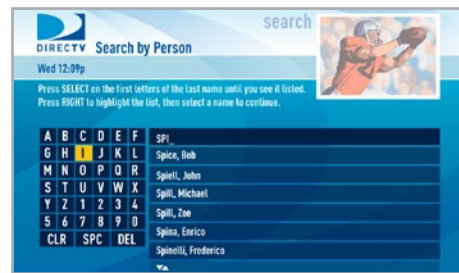 search
DIRECTV Search by Person
Wed 12:09p
Press SELECT on the first letters of the last name until you see it listed.
Press RIGHT to highlight the list, then select a name to continue.
A B C D E F
G H I J K L
M N O P Q R
S T U V W X
Y Z 1 2 3 4
5 6 7 8 9 0
CLR SPC DEL
SPI_
Spice, Bob
Spiell, John
Spill, Michael
Spill, Zoe
Spina, Enrico
Spinelli, Frederico